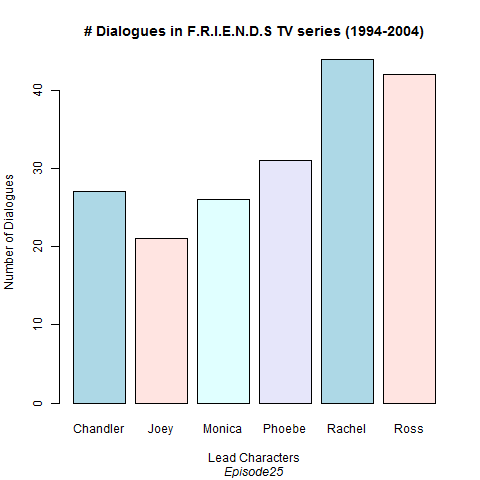 # Dialogues in F.R.I.E.N.D.S TV series (1994-2004)
Number of Dialogues
40
30
20
10
0
Chandler Joey Monica Phoebe Rachel Ross
Lead Characters
Episode25